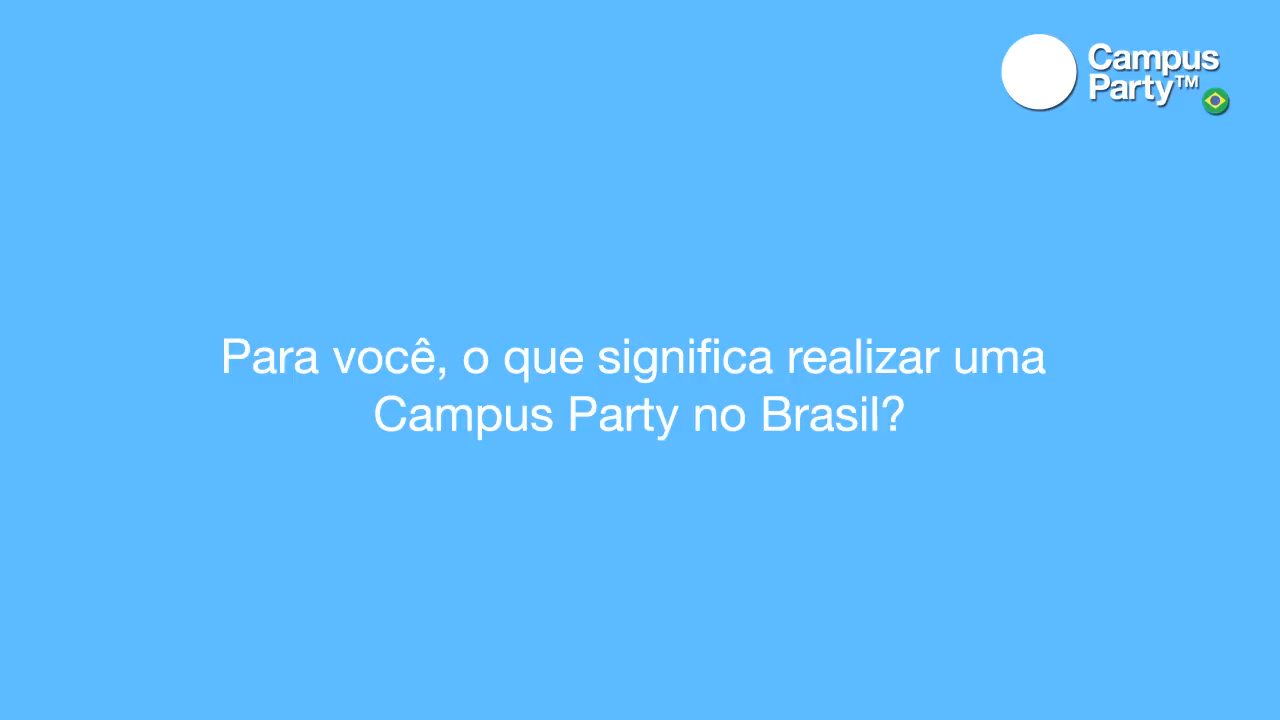 Campus
Party™
Para você, o que significa realizar uma
Campus Party no Brasil?